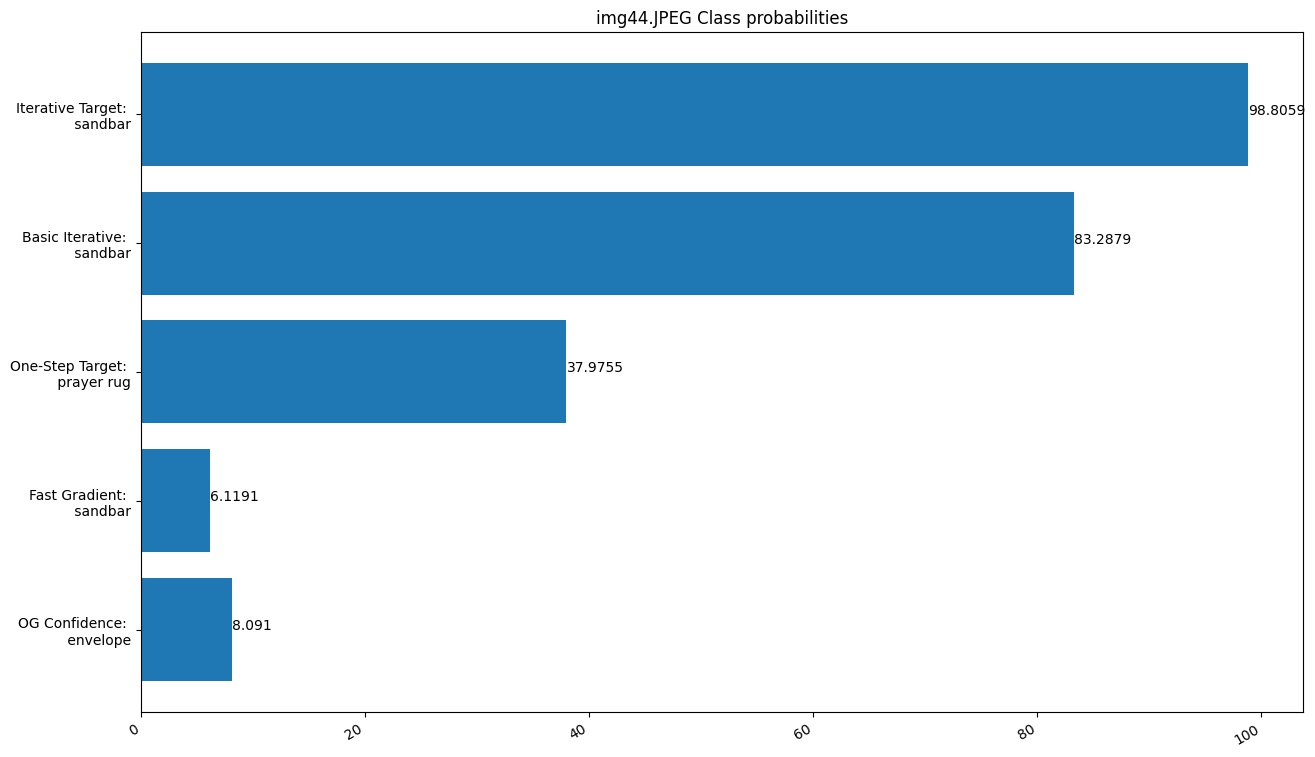 img44.JPEG Class probabilities
Iterative Target:
sandbar
98.8059
Basic Iterative:
sandbar
83.2879
One-Step Target:
prayer rug
37.9755
Fast Gradient:
sandbar
6.1191
OG Confidence:
envelope
8.091
0
20
40
60
80
100